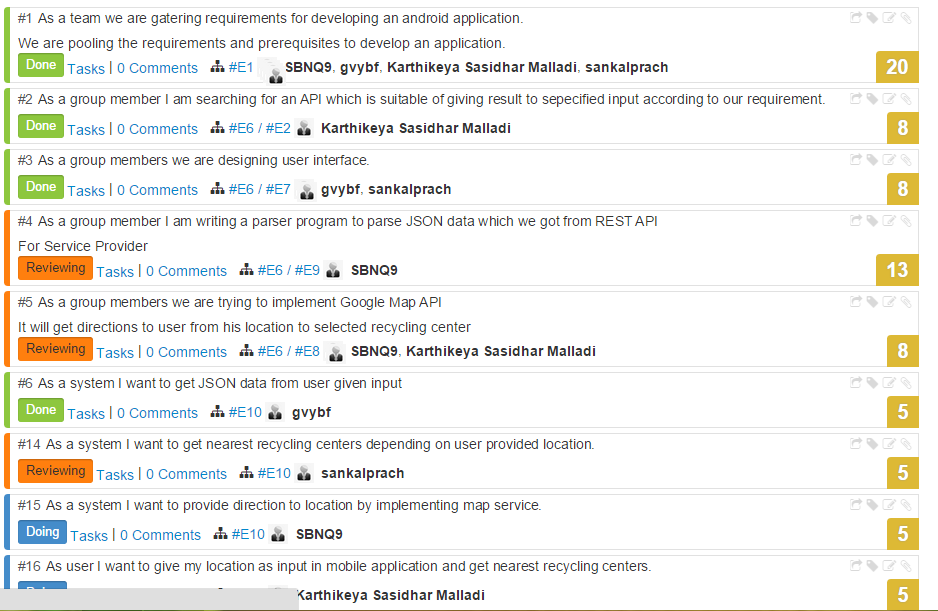 #1 As a team we are gatering requirements for developing an android application.
We are pooling the requirements and prerequisites to develop an application.
Done Tasks | 0 Comments #E1 SBNQ9, gvybf, Karthikeya Sasidhar Malladi, sankalprach 20
#2 As a group member I am searching for an API which is suitable of giving result to sepecified input according to our requirement.
Done Tasks | 0 Comments #E6 / #E2 Karthikeya Sasidhar Malladi 8
#3 As a group members we are designing user interface.
Done Tasks | 0 Comments #E6 / #E7 gvybf, sankalprach 8
#4 As a group member I am writing a parser program to parse JSON data which we got from REST API
For Service Provider
Reviewing Tasks | 0 Comments #E6 / #E9 SBNQ9 13
#5 As a group members we are trying to implement Google Map API
It will get directions to user from his location to selected recycling center
Reviewing Tasks | 0 Comments #E6 / #E8 SBNQ9, Karthikeya Sasidhar Malladi 8
#6 As a system I want to get JSON data from user given input
Done Tasks | 0 Comments #E10 gvybf 5
#14 As a system I want to get nearest recycling centers depending on user provided location.
Reviewing Tasks | 0 Comments #E10 sankalprach 5
#15 As a system I want to provide direction to location by implementing map service.
Doing Tasks | 0 Comments #E10 SBNQ9 5
#16 As user I want to give my location as input in mobile application and get nearest recycling centers.
Karthikeya Sasidhar Malladi 5